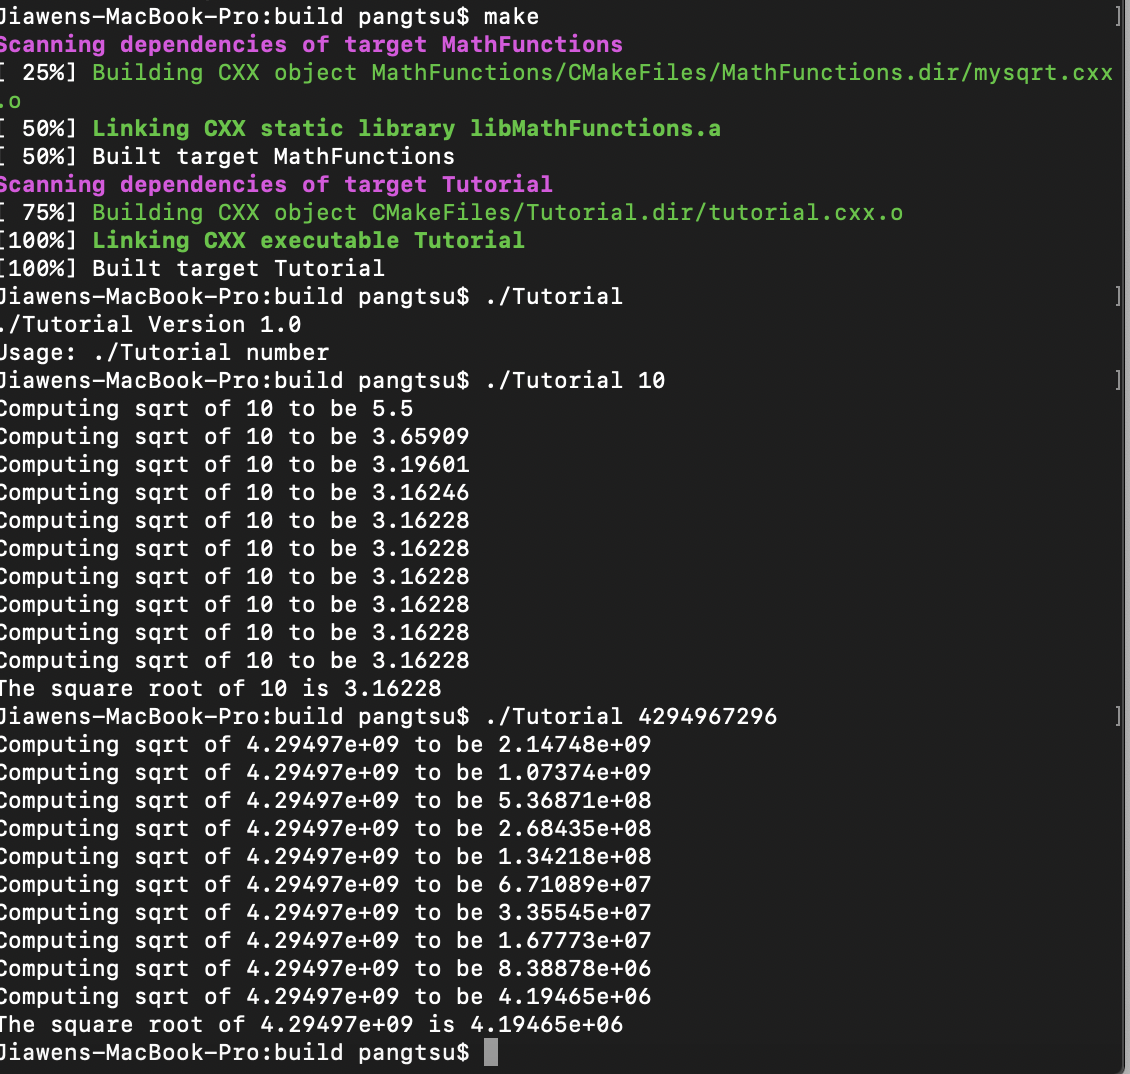 Jiawens-MacBook-Pro:build pangtsu$ make ]
Scanning dependencies of target MathFunctions
[ 25%] Building CXX object MathFunctions/CMakeFiles/MathFunctions.dir/mysqrt.cxx
.o
[ 50%] Linking CXX static library libMathFunctions.a
[ 50%] Built target MathFunctions
Scanning dependencies of target Tutorial
[ 75%] Building CXX object CMakeFiles/Tutorial.dir/tutorial.cxx.o
[100%] Linking CXX executable Tutorial
[100%] Built target Tutorial
Jiawens-MacBook-Pro:build pangtsu$ ./Tutorial ]
./Tutorial Version 1.0
Usage: ./Tutorial number
Jiawens-MacBook-Pro:build pangtsu$ ./Tutorial 10 ]
Computing sqrt of 10 to be 5.5
Computing sqrt of 10 to be 3.65909
Computing sqrt of 10 to be 3.19601
Computing sqrt of 10 to be 3.16246
Computing sqrt of 10 to be 3.16228
Computing sqrt of 10 to be 3.16228
Computing sqrt of 10 to be 3.16228
Computing sqrt of 10 to be 3.16228
Computing sqrt of 10 to be 3.16228
Computing sqrt of 10 to be 3.16228
The square root of 10 is 3.16228
Jiawens-MacBook-Pro:build pangtsu$ ./Tutorial 4294967296 ]
Computing sqrt of 4.29497e+09 to be 2.14748e+09
Computing sqrt of 4.29497e+09 to be 1.07374e+09
Computing sqrt of 4.29497e+09 to be 5.36871e+08
Computing sqrt of 4.29497e+09 to be 2.68435e+08
Computing sqrt of 4.29497e+09 to be 1.34218e+08
Computing sqrt of 4.29497e+09 to be 6.71089e+07
Computing sqrt of 4.29497e+09 to be 3.35545e+07
Computing sqrt of 4.29497e+09 to be 1.67773e+07
Computing sqrt of 4.29497e+09 to be 8.38878e+06
Computing sqrt of 4.29497e+09 to be 4.19465e+06
The square root of 4.29497e+09 is 4.19465e+06
Jiawens-MacBook-Pro:build pangtsu$